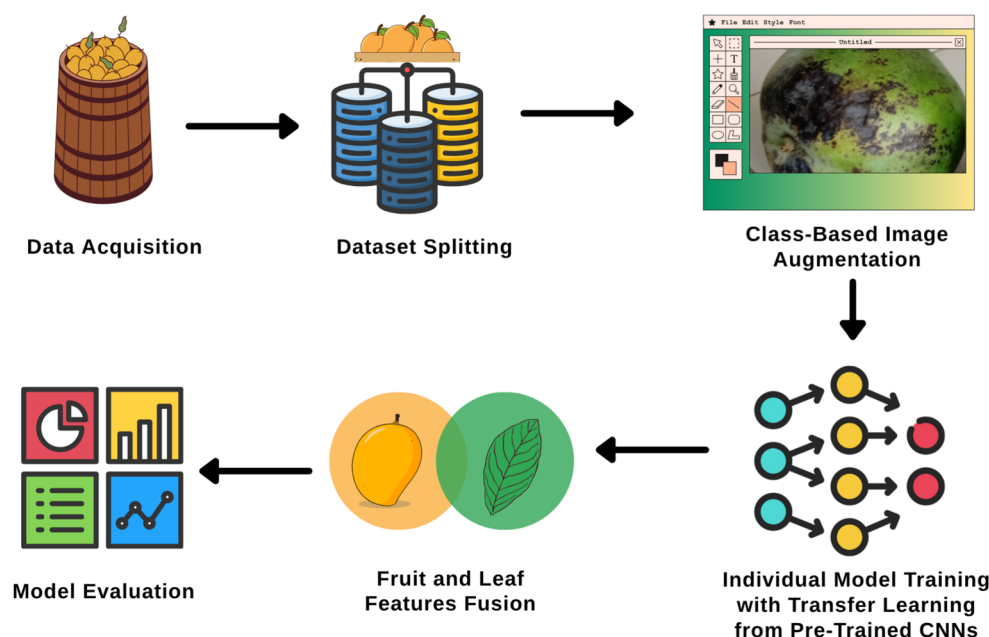 File Edit Style Font
Untitled
T
Data Acquisition
Dataset Splitting
Class-Based Image
Augmentation
Model Evaluation
Fruit and Leaf
Features Fusion
Individual Model Training
with Transfer Learning
from Pre-Trained CNNs